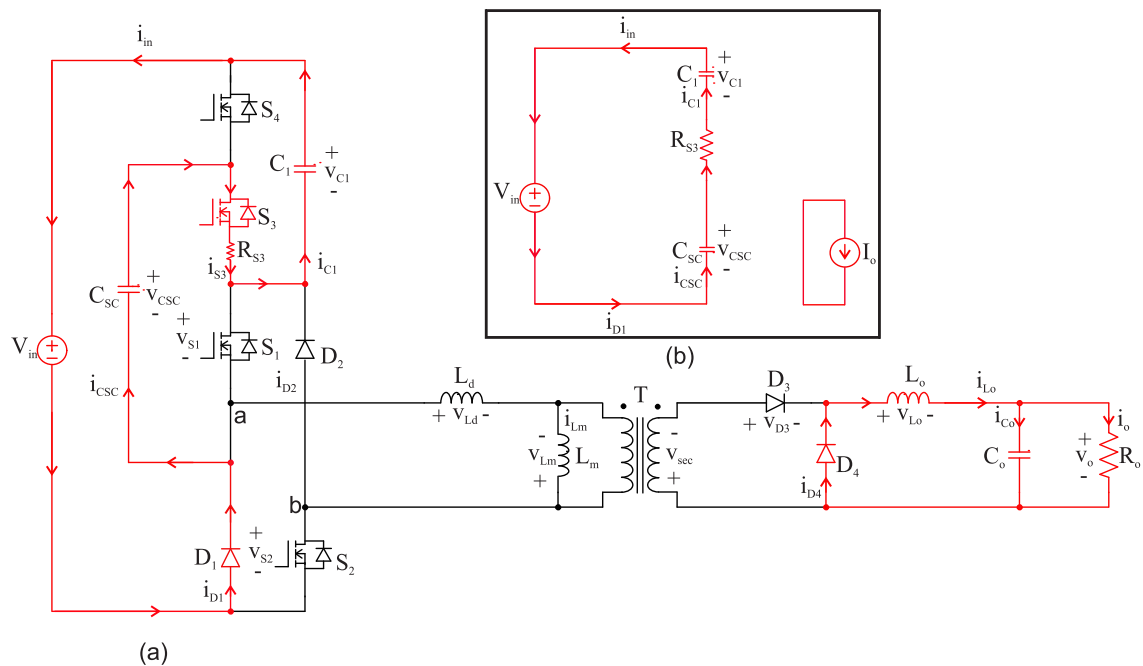 i_in
S_4
C_1
+
v_C1
-
S_3
R_S3
i_S3
i_C1
C_SC
+
v_CSC
-
+
v_S1
-
S_1
D_2
V_in
i_CSC
i_D2
a
L_d
+ v_Ld -
i_Lm
-
v_Lm
+
L_m
T
-
v_sec
+
D_3
+ v_D3 -
D_4
i_D4
L_o
+ v_Lo -
i_Lo
i_Co
C_o
i_o
+
v_o
-
R_o
b
D_1
i_D1
+
v_S2
-
S_2
(a)
i_in
C_1
+
v_C1
-
i_C1
R_S3
V_in
C_SC
+
v_CSC
-
i_CSC
i_D1
I_o
(b)